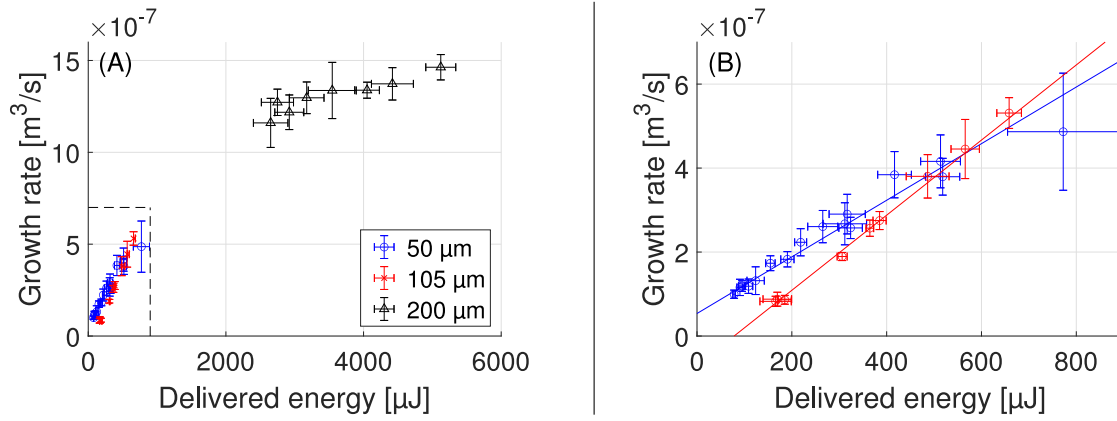 ×10⁻⁷
(A)
15
10
5
0
Growth rate [m³/s]
50 µm
105 µm
200 µm
0 2000 4000 6000
Delivered energy [µJ]
×10⁻⁷
(B)
6
4
2
0
Growth rate [m³/s]
0 200 400 600 800
Delivered energy [µJ]